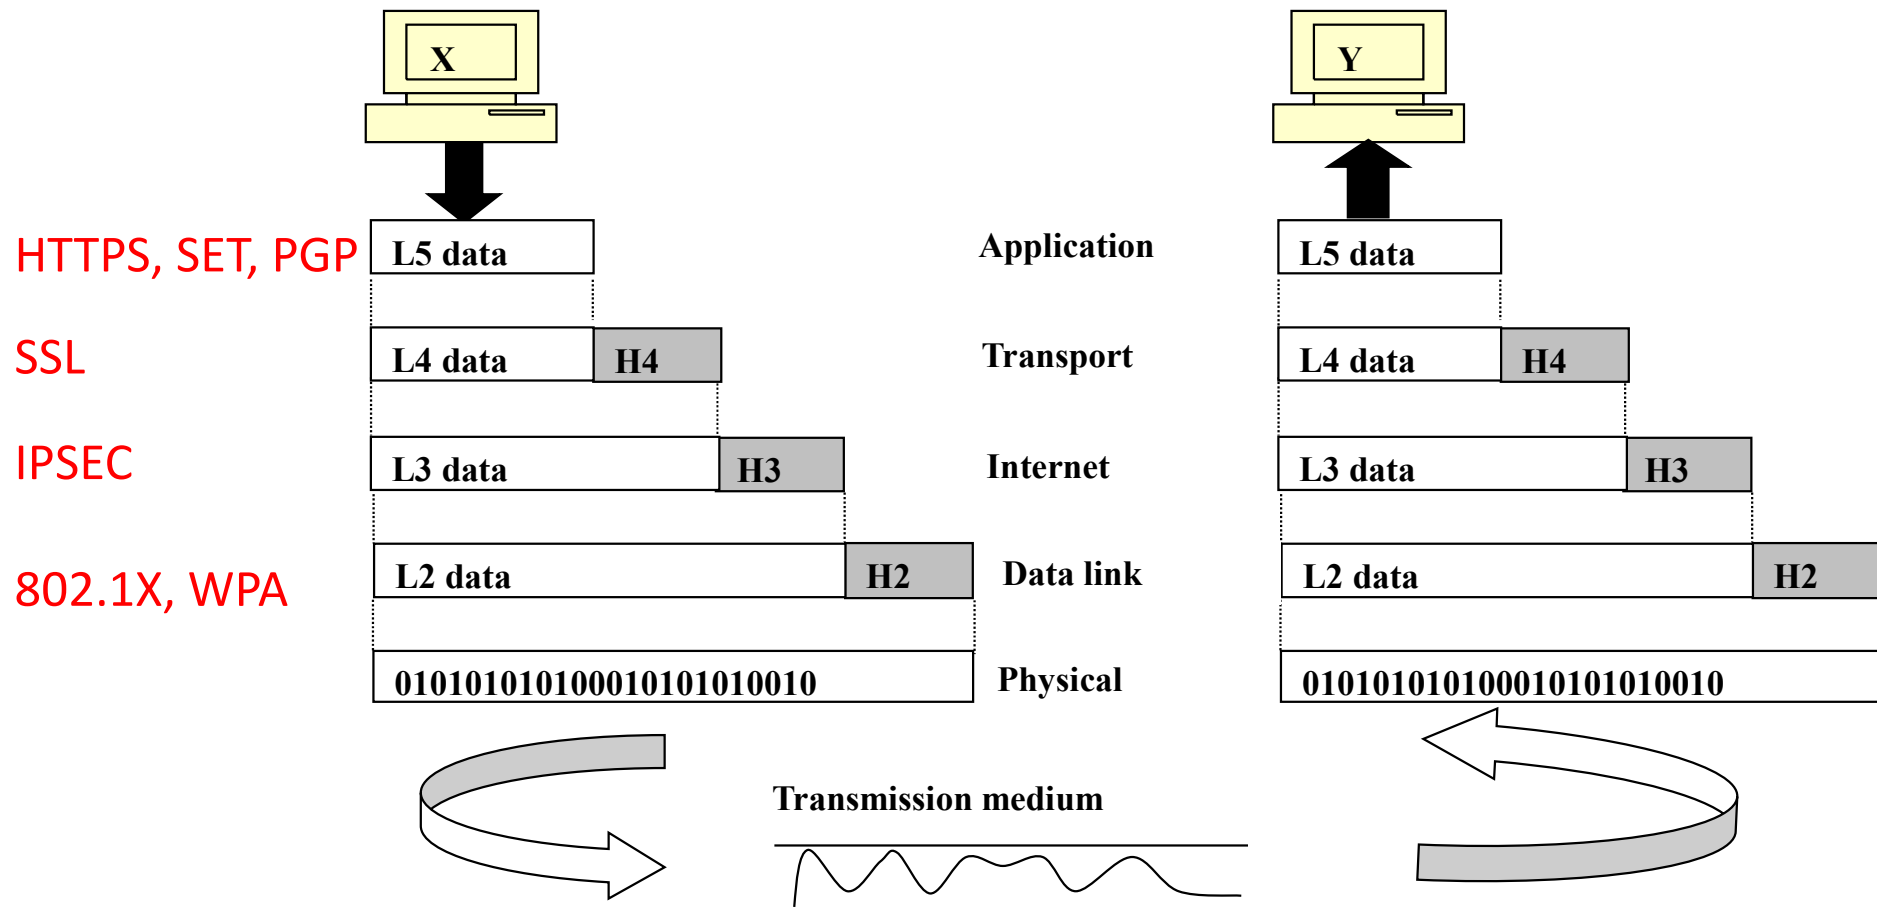 X
Y
HTTPS, SET, PGP
L5 data
Application
L5 data
SSL
L4 data
H4
Transport
L4 data
H4
IPSEC
L3 data
H3
Internet
L3 data
H3
802.1X, WPA
L2 data
H2
Data link
L2 data
H2
010101010100010101010010
Physical
010101010100010101010010
Transmission medium